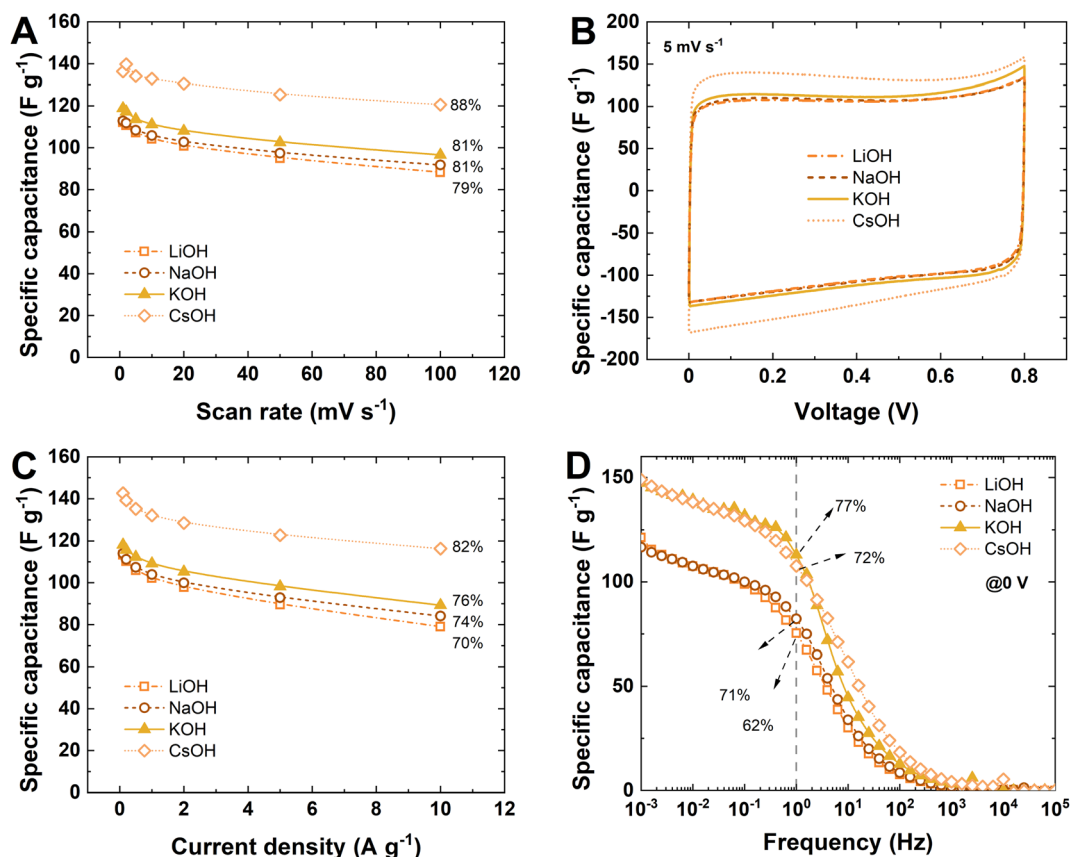 A
Specific capacitance (F g⁻¹)
160
140
120
100
80
60
40
20
0
88%
81%
81%
79%
LiOH
NaOH
KOH
CsOH
0 20 40 60 80 100 120
Scan rate (mV s⁻¹)
B
Specific capacitance (F g⁻¹)
200
150
100
50
0
-50
-100
-150
-200
5 mV s⁻¹
LiOH
NaOH
KOH
CsOH
0 0.2 0.4 0.6 0.8
Voltage (V)
C
Specific capacitance (F g⁻¹)
160
140
120
100
80
60
40
20
0
82%
76%
74%
70%
LiOH
NaOH
KOH
CsOH
0 2 4 6 8 10 12
Current density (A g⁻¹)
D
Specific capacitance (F g⁻¹)
150
100
50
0
LiOH
NaOH
KOH
CsOH
@0 V
77%
72%
71%
62%
10⁻³ 10⁻² 10⁻¹ 10⁰ 10¹ 10² 10³ 10⁴ 10⁵
Frequency (Hz)